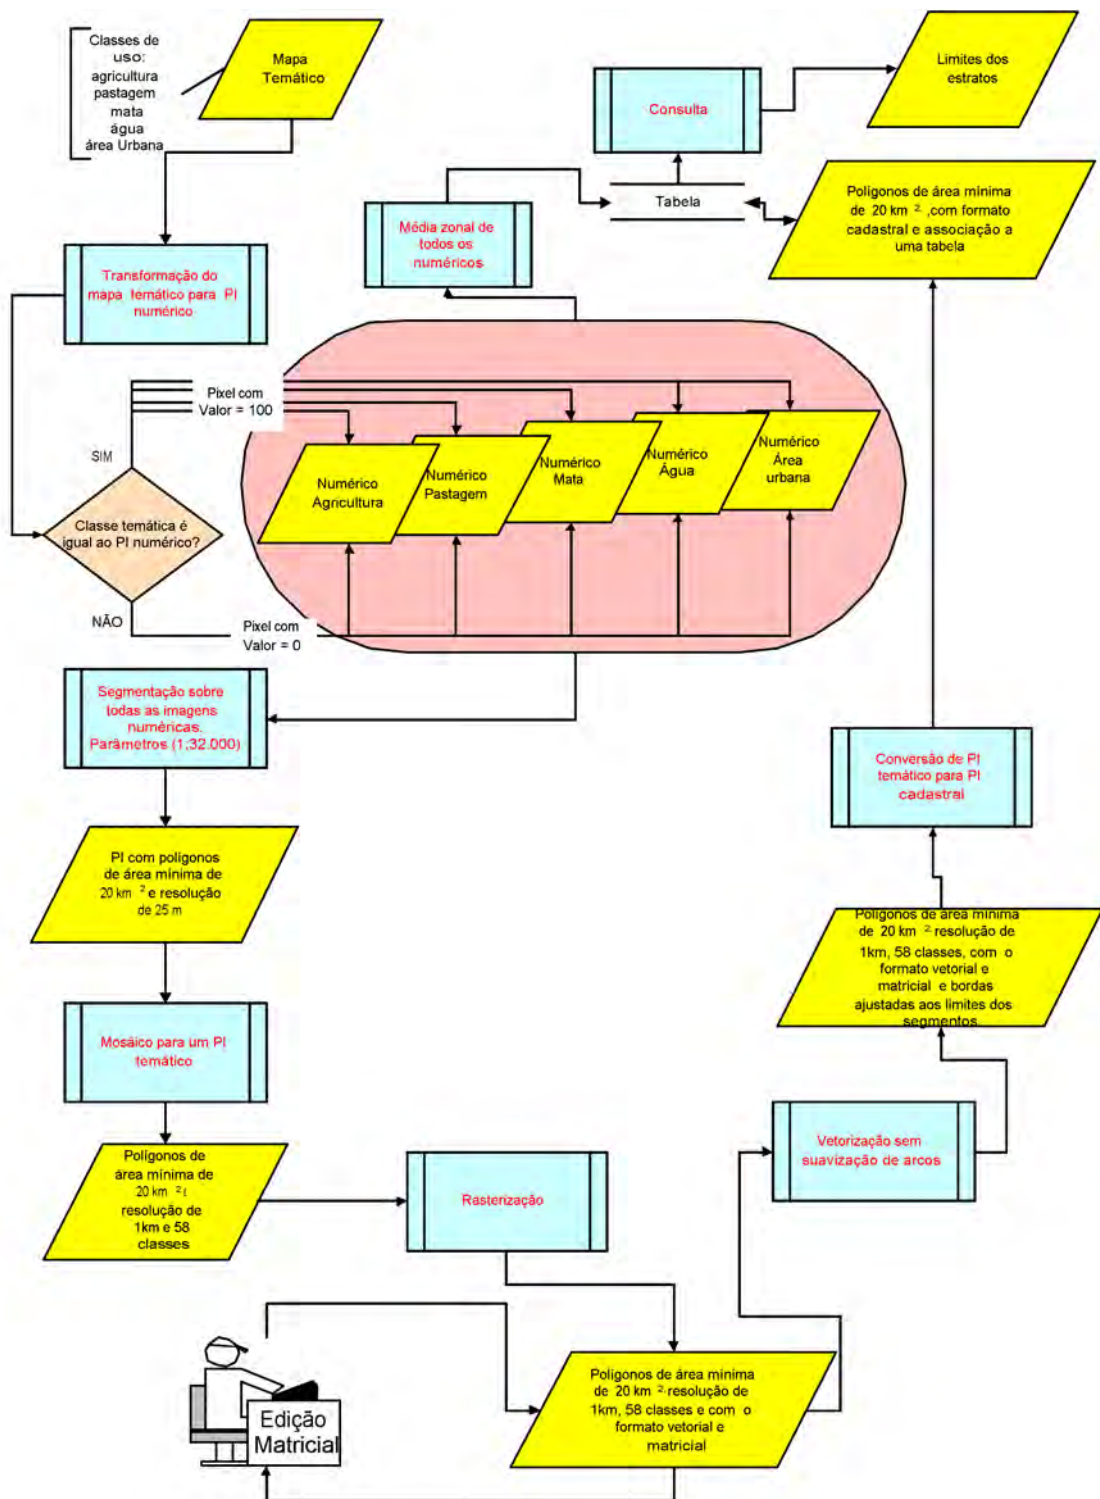 Classes de
uso:
agricultura
pastagem
mata
água
área Urbana
Mapa
Temático
Limites dos
estratos
Consulta
Tabela
Polígonos de área mínima
de 20 km 2 ,com formato
cadastral e associação a
uma tabela
Média zonal de
todos os
numéricos
Transformação do
mapa temático para PI
numérico
Pixel com
Valor = 100
SIM
Classe temática é
igual ao PI numérico?
NÃO
Pixel com
Valor = 0
Numérico
Agricultura
Numérico
Pastagem
Numérico
Mata
Numérico
Água
Numérico
Área
urbana
Segmentação sobre
todas as imagens
numéricas.
Parâmetros (1:32.000)
PI com polígonos
de área mínima de
20 km 2 e resolução
de 25 m
Mosáico para um PI
temático
Polígonos de
área mínima de
20 km 2
resolução de
1km e 58
classes
Rasterização
Edição
Matricial
Polígonos de área mínima
de 20 km 2. resolução de
1km, 58 classes e com o
formato vetorial e
matricial
Vetorização sem
suavização de arcos
Polígonos de área mínima
de 20 km 2. resolução de
1km, 58 classes, com o
formato vetorial e
matricial e bordas
ajustadas aos limites dos
segmentos
Conversão de PI
temático para PI
cadastral